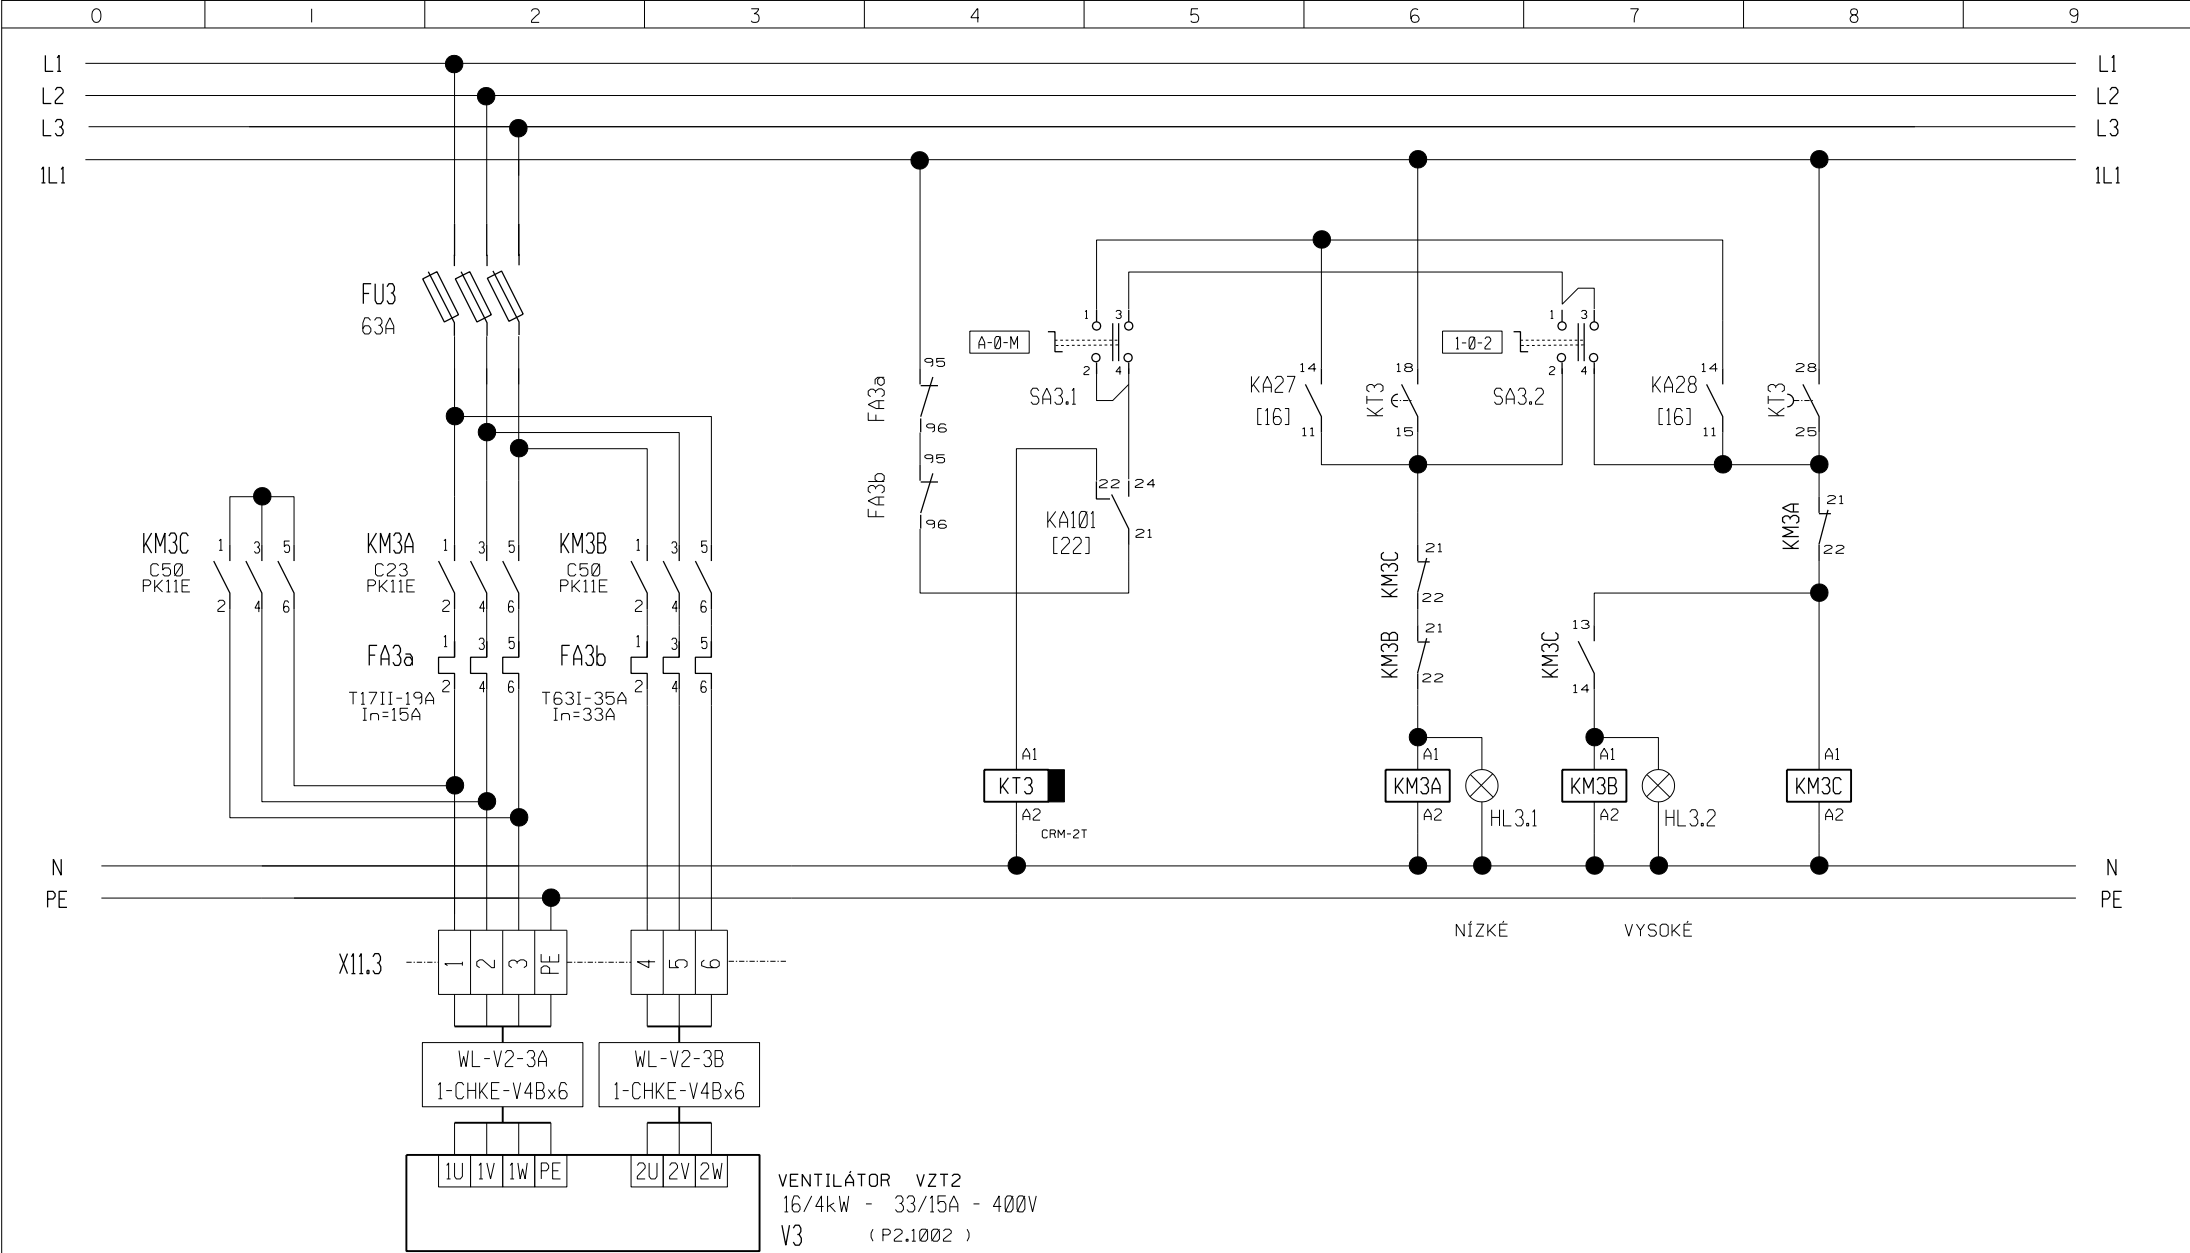 0 1 2 3 4 5 6 7 8 9
L1 L1
L2 L2
L3 L3
1L1 1L1
FU3
63A
1 3
A-Ø-M
2 4
SA3.1
1 3
1-Ø-2
2 4
SA3.2
95
FA3a
96
95
FA3b
96
14
KA27
[16]
11
18
KT3
15
14
KA28
[16]
11
28
KT3
25
22 24
KA1Ø1
[22]
21
21
KM3A
22
KM3C
C5Ø
PK11E
1 3 5
2 4 6
KM3A
C23
PK11E
1 3 5
2 4 6
KM3B
C5Ø
PK11E
1 3 5
2 4 6
21
KM3C
22
21
KM3B
22
13
KM3C
14
FA3a
1 3 5
2 4 6
T17II-19A
In=15A
FA3b
1 3 5
2 4 6
T63I-35A
In=33A
A1
KT3
A2
CRM-2T
A1
KM3A
A2
HL3.1
A1
KM3B
A2
HL3.2
A1
KM3C
A2
N N
PE PE
NÍZKÉ VYSOKÉ
X11.3
1 2 3 PE 4 5 6
WL-V2-3A
1-CHKE-V4Bx6
WL-V2-3B
1-CHKE-V4Bx6
1U 1V 1W PE 2U 2V 2W
VENTILÁTOR VZT2
16/4kW - 33/15A - 4ØØV
V3 (P2.1ØØ2 )